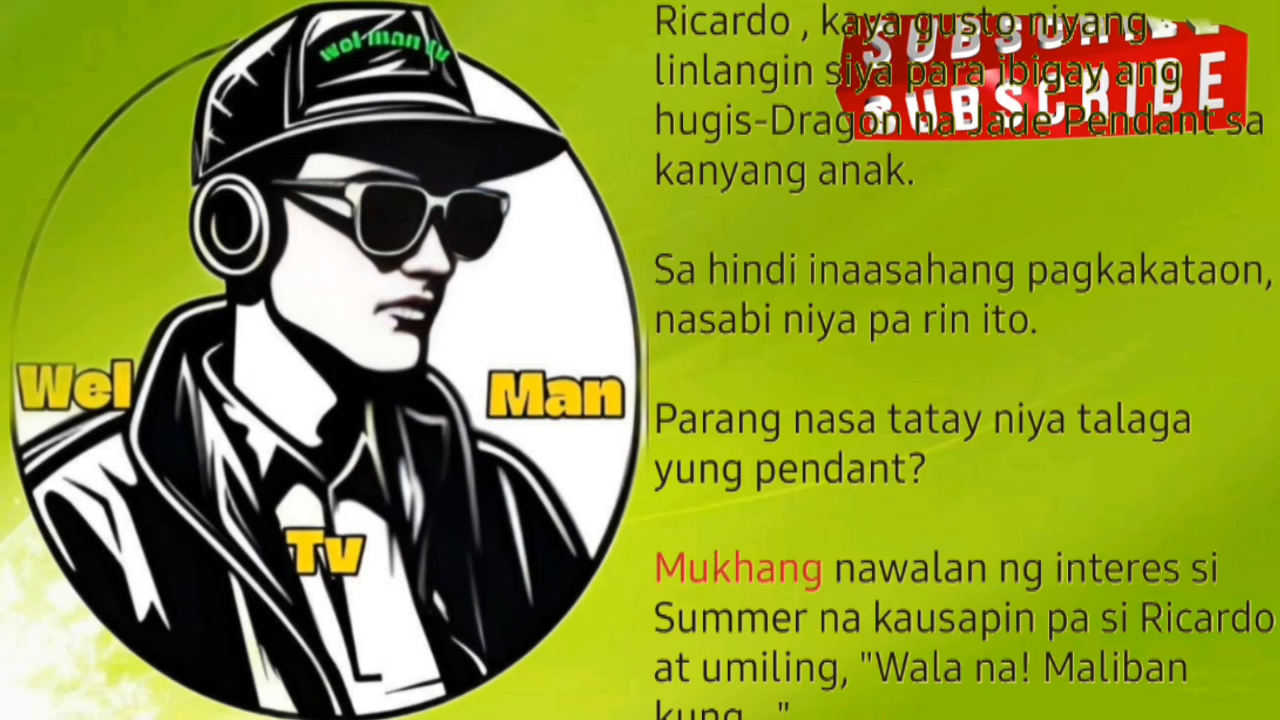 wel man tv
Wel
Man
Tv
SUBSCRIBE
SUBSCRIBE
Ricardo , kaya gusto niyang
linlangin siya para ibigay ang
hugis-Dragon na Jade Pendant sa
kanyang anak.
Sa hindi inaasahang pagkakataon,
nasabi niya pa rin ito.
Parang nasa tatay niya talaga
yung pendant?
Mukhang nawalan ng interes si
Summer na kausapin pa si Ricardo
at umiling, "Wala na! Maliban
kung..."